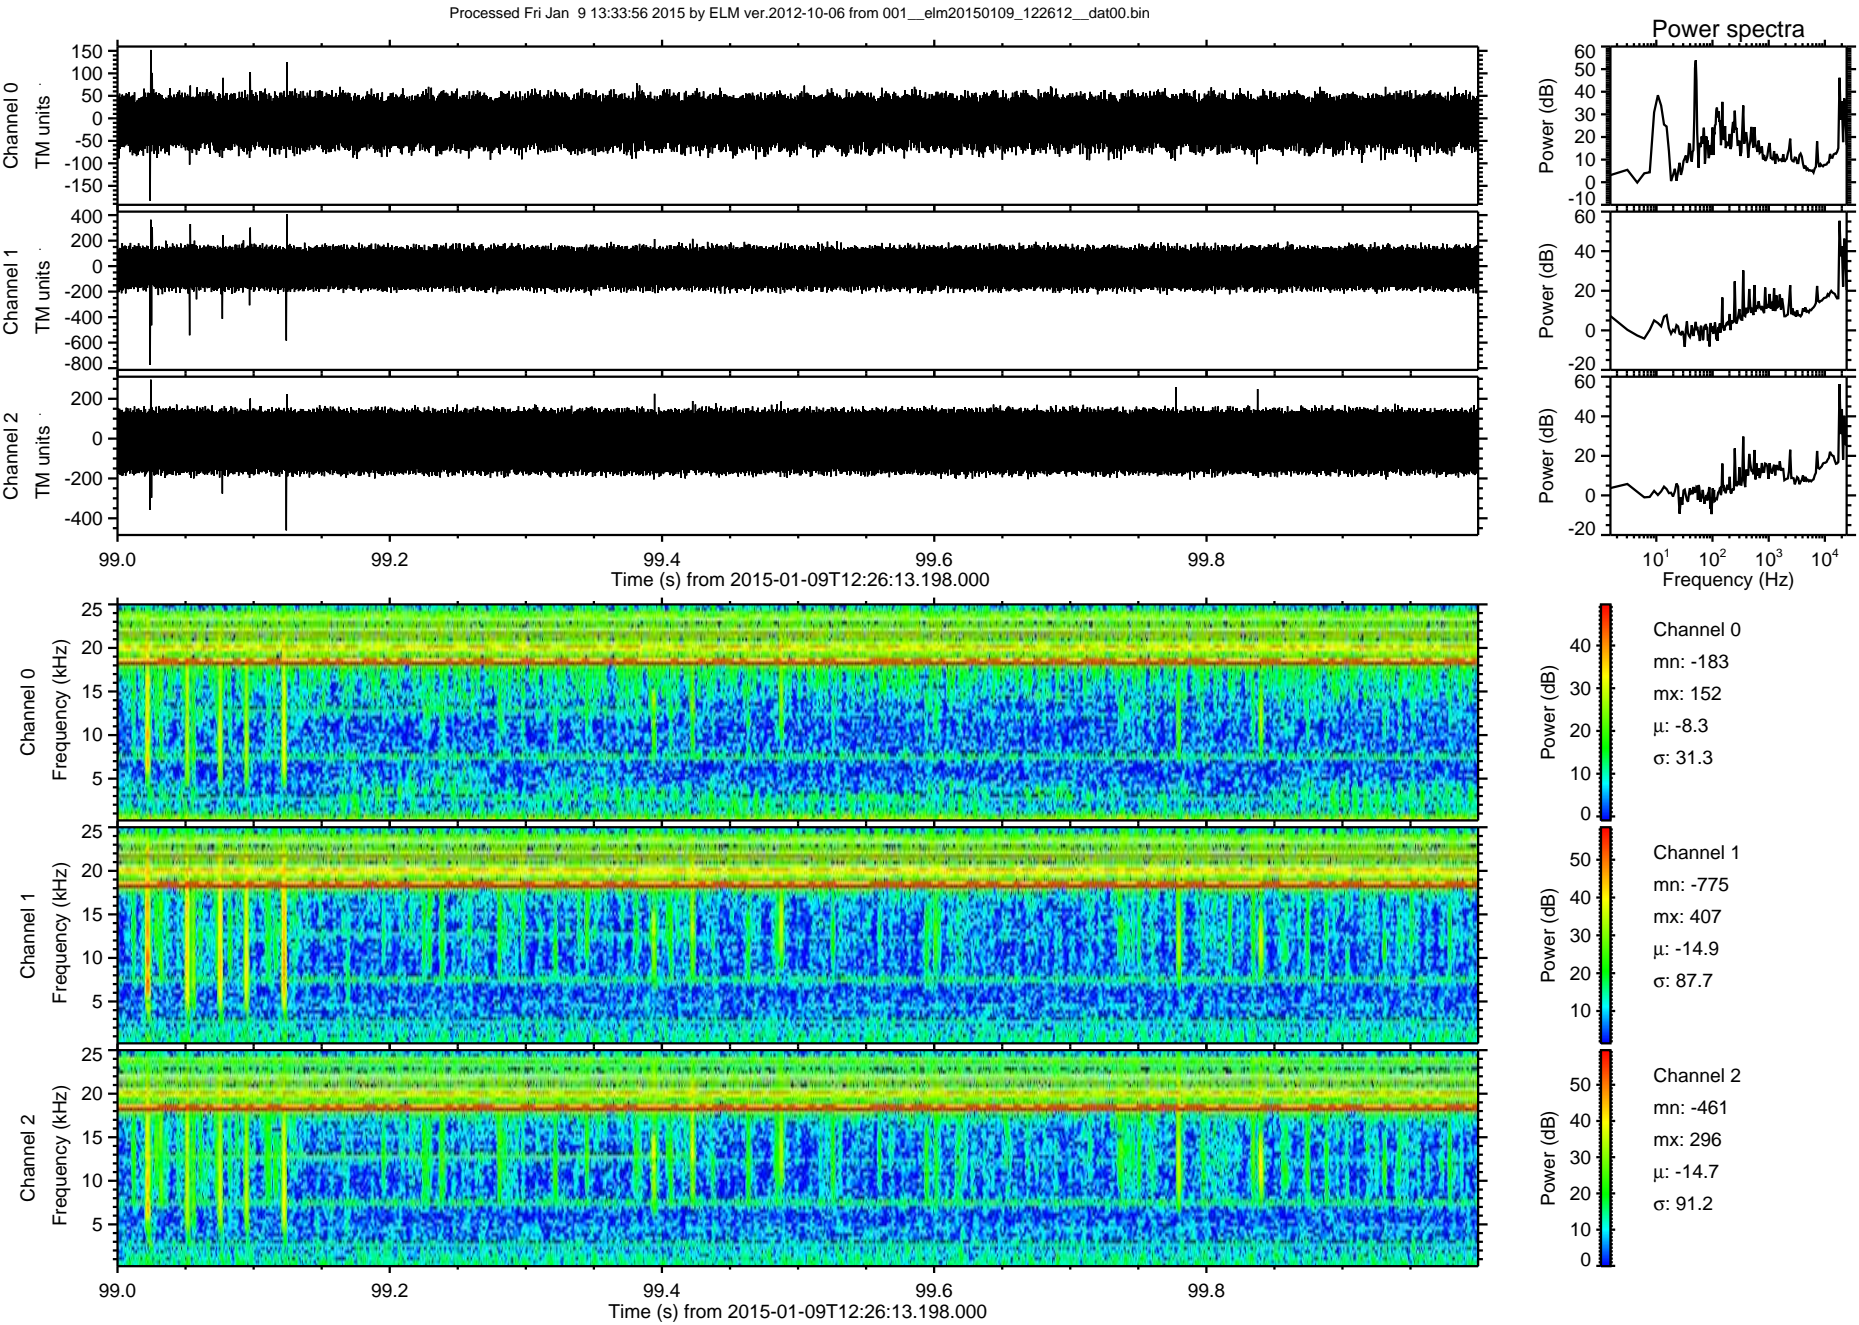 Processed Fri Jan  9 13:33:56 2015 by ELM ver.2012-10-06 from 001__elm20150109_122612__dat00.bin
Power spectra
Channel 0
TM units
150
100
50
0
-50
-100
-150
Power (dB)
60
50
40
30
20
10
0
-10
Channel 1
TM units
400
200
0
-200
-400
-600
-800
Power (dB)
60
40
20
0
-20
Channel 2
TM units
200
0
-200
-400
Power (dB)
60
40
20
0
-20
99.0 99.2 99.4 99.6 99.8
Time (s) from 2015-01-09T12:26:13.198.000
10^1 10^2 10^3 10^4
Frequency (Hz)
Channel 0
Frequency (kHz)
25
20
15
10
5
Power (dB)
40
30
20
10
0
Channel 0
mn: -183
mx: 152
μ: -8.3
σ: 31.3
Channel 1
Frequency (kHz)
25
20
15
10
5
Power (dB)
50
40
30
20
10
Channel 1
mn: -775
mx: 407
μ: -14.9
σ: 87.7
Channel 2
Frequency (kHz)
25
20
15
10
5
Power (dB)
50
40
30
20
10
0
Channel 2
mn: -461
mx: 296
μ: -14.7
σ: 91.2
99.0 99.2 99.4 99.6 99.8
Time (s) from 2015-01-09T12:26:13.198.000